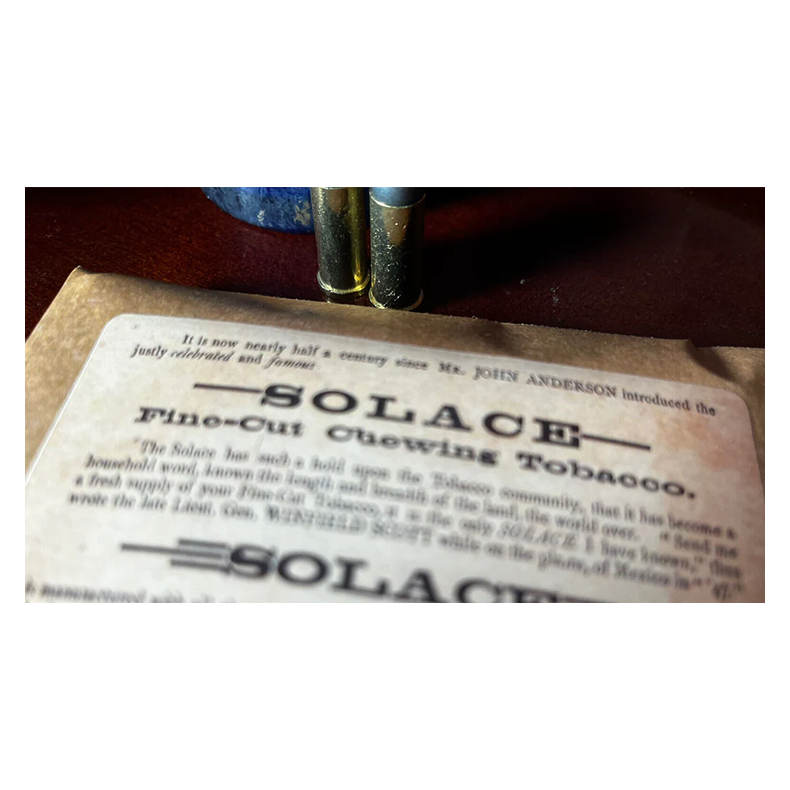 It is now nearly half a century since Mr. JOHN ANDERSON introduced the
justly celebrated and famous
—SOLACE—
Fine-Cut Chewing Tobacco.
"The Solace has such a hold upon the Tobacco community, that it has become a
household word, known the length and breadth of the land, the world over. "Send me
a fresh supply of your Fine-Cut Tobacco, it is the only SOLACE I have known," thus
wrote the late Lieut. Gen. WINFIELD SCOTT while on the plains, of Mexico in
SOLACE
manufactured with all